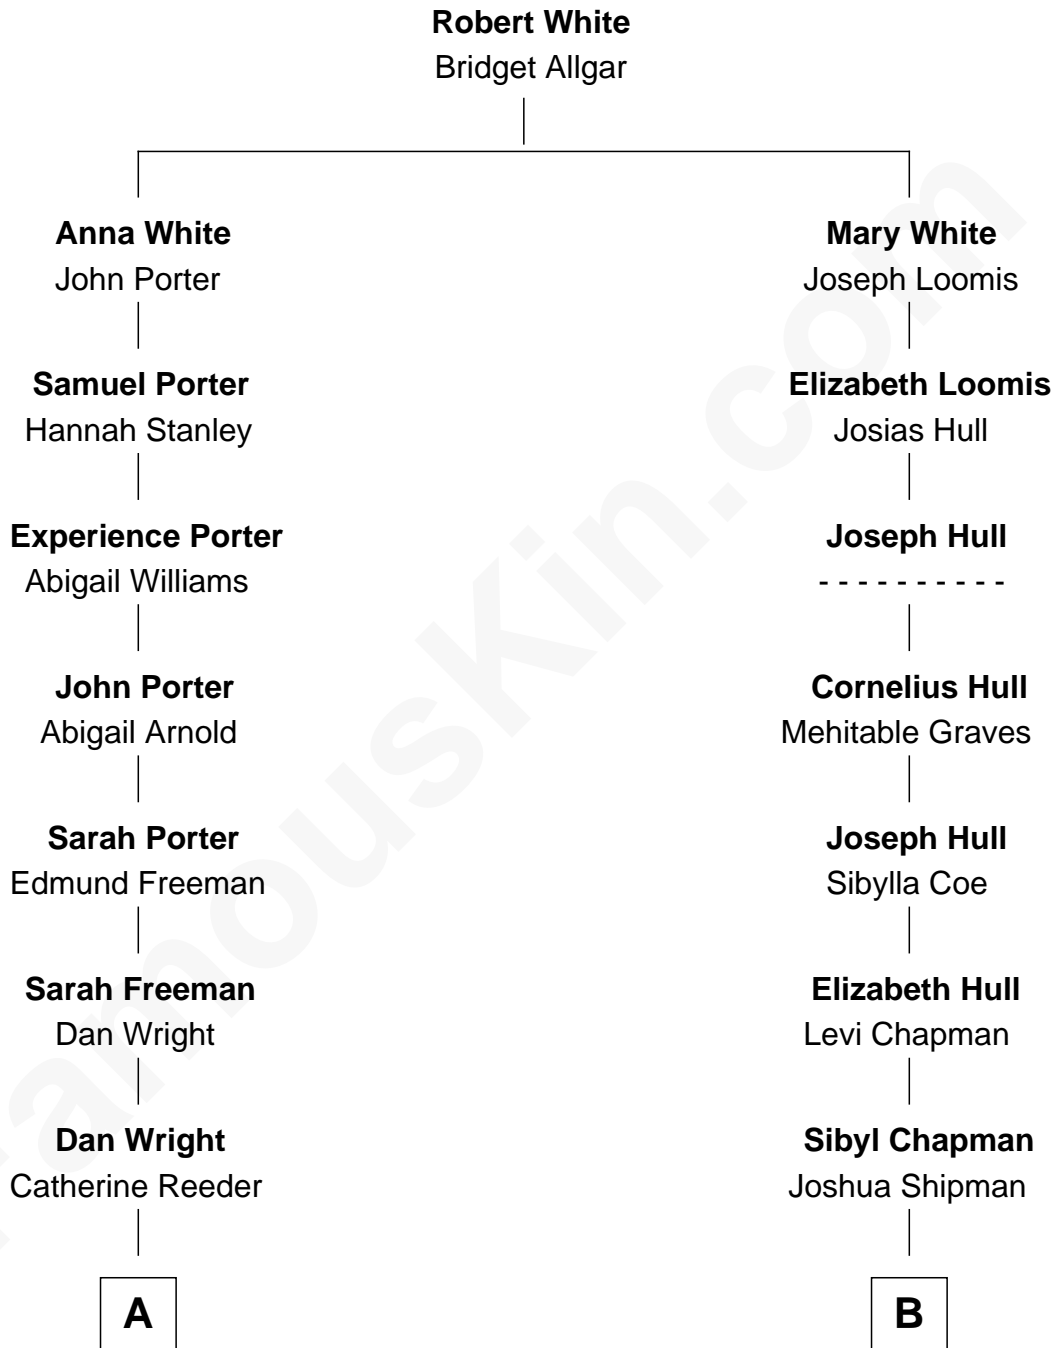 Robert White
Bridget Allgar
Anna White
John Porter
Samuel Porter
Hannah Stanley
Experience Porter
Abigail Williams
John Porter
Abigail Arnold
Sarah Porter
Edmund Freeman
Sarah Freeman
Dan Wright
Dan Wright
Catherine Reeder
A
Mary White
Joseph Loomis
Elizabeth Loomis
Josias Hull
Joseph Hull
- - - - - - - - - -
Cornelius Hull
Mehitable Graves
Joseph Hull
Sibylla Coe
Elizabeth Hull
Levi Chapman
Sibyl Chapman
Joshua Shipman
B
FamousKin.com